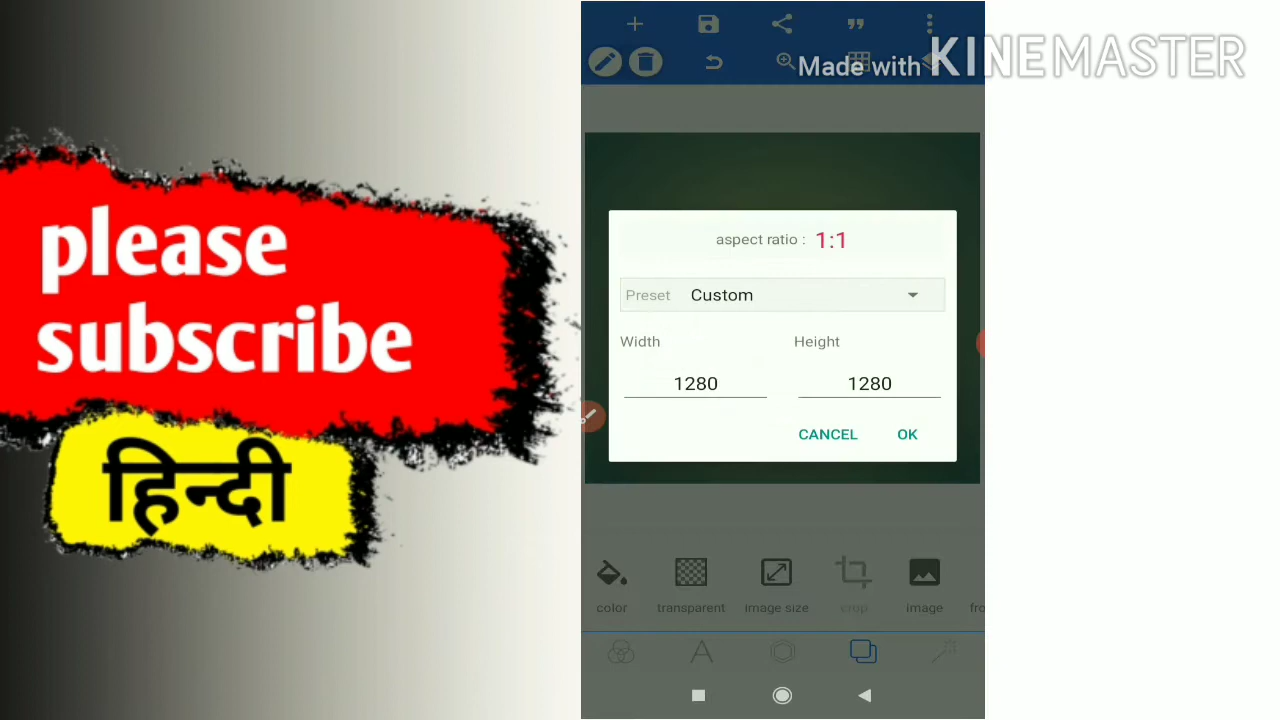 Made with KINEMASTER
please
subscribe
हिन्दी
aspect ratio : 1:1
Preset Custom
Width Height
1280 1280
CANCEL OK
color transparent image size crop image fro